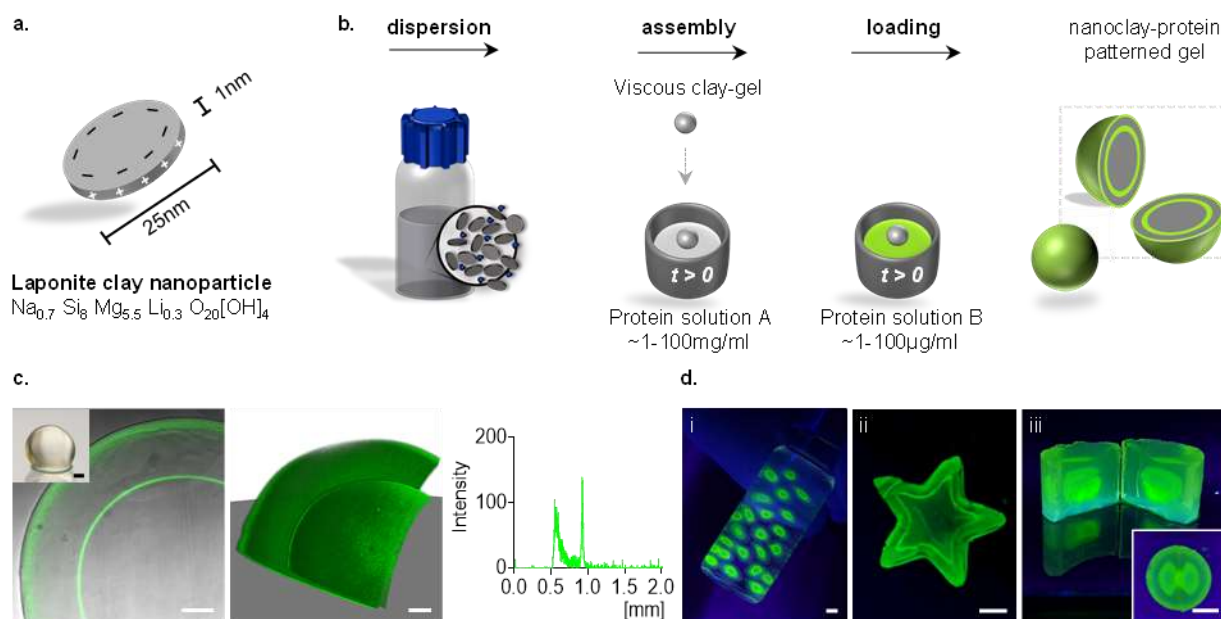 a.
1nm
25nm
Laponite clay nanoparticle
Na0.7 Si8 Mg5.5 Li0.3 O20[OH]4
b.
dispersion
assembly
loading
nanoclay-protein
patterned gel
Viscous clay-gel
t > 0
t > 0
Protein solution A
~1-100mg/ml
Protein solution B
~1-100µg/ml
c.
Intensity
200
100
0
0.0 0.5 1.0 1.5 2.0
[mm]
d.
i
ii
iii